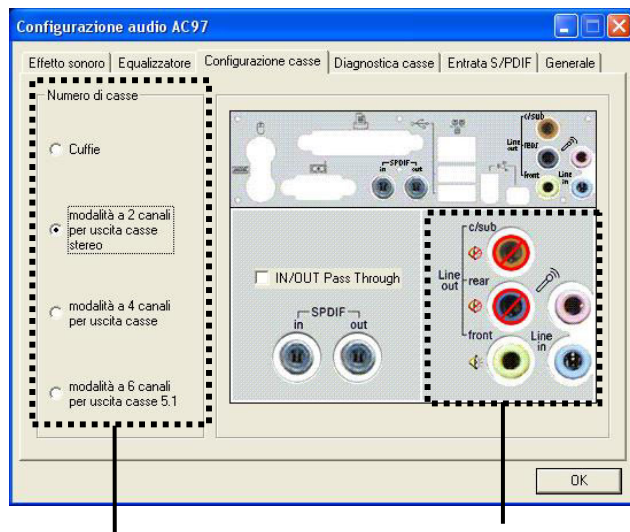 Configurazione audio AC97
Effetto sonoro
Equalizzatore
Configurazione casse
Diagnostica casse
Entrata S/PDIF
Generale
Numero di casse
Cuffie
modalità a 2 canali
per uscita casse
stereo
modalità a 4 canali
per uscita casse
modalità a 6 canali
per uscita casse 5.1
SPDIF
in
out
c/sub
Line
out
rear
front
Line
in
IN/OUT Pass Through
SPDIF
in
out
c/sub
Line
out
rear
front
Line
in
OK